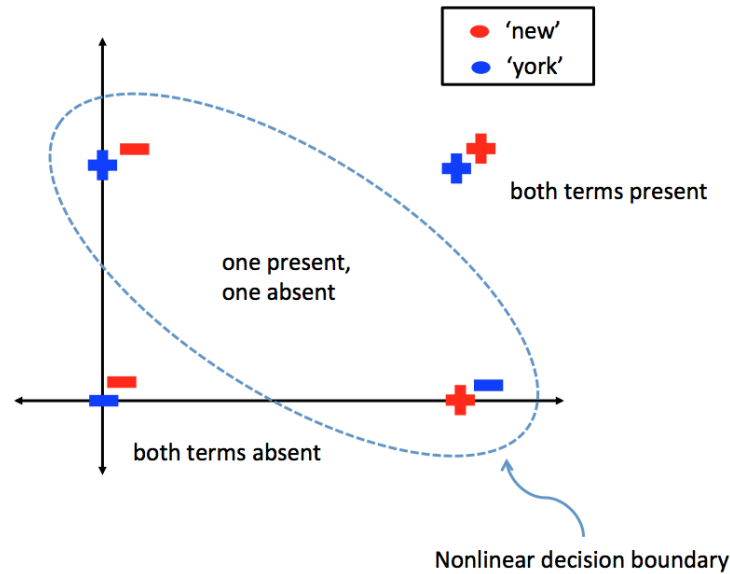 ‘new’
‘york’
both terms present
one present,
one absent
both terms absent
Nonlinear decision boundary